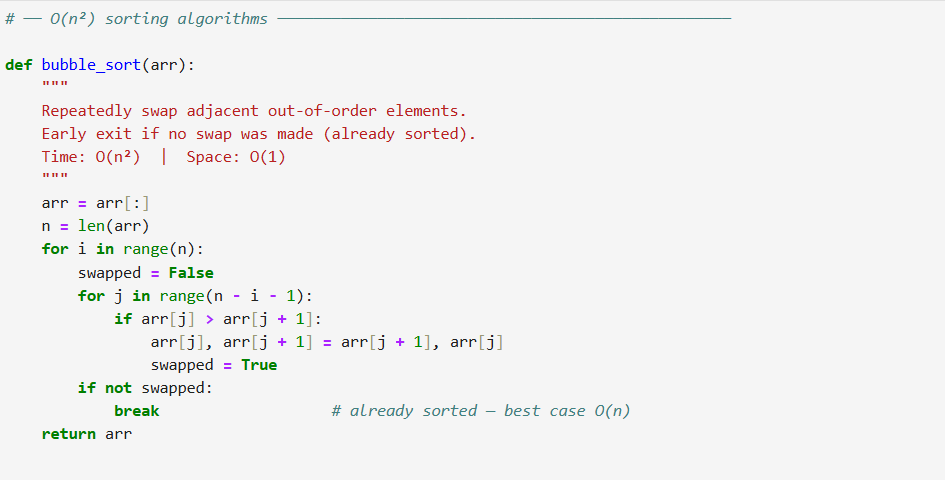 # ── O(n²) sorting algorithms ──────────────────────────────────────────────────
def bubble_sort(arr):
    """
    Repeatedly swap adjacent out-of-order elements.
    Early exit if no swap was made (already sorted).
    Time: O(n²)  │  Space: O(1)
    """
    arr = arr[:]
    n = len(arr)
    for i in range(n):
        swapped = False
        for j in range(n - i - 1):
            if arr[j] > arr[j + 1]:
                arr[j], arr[j + 1] = arr[j + 1], arr[j]
                swapped = True
        if not swapped:
            break                   # already sorted — best case O(n)
    return arr